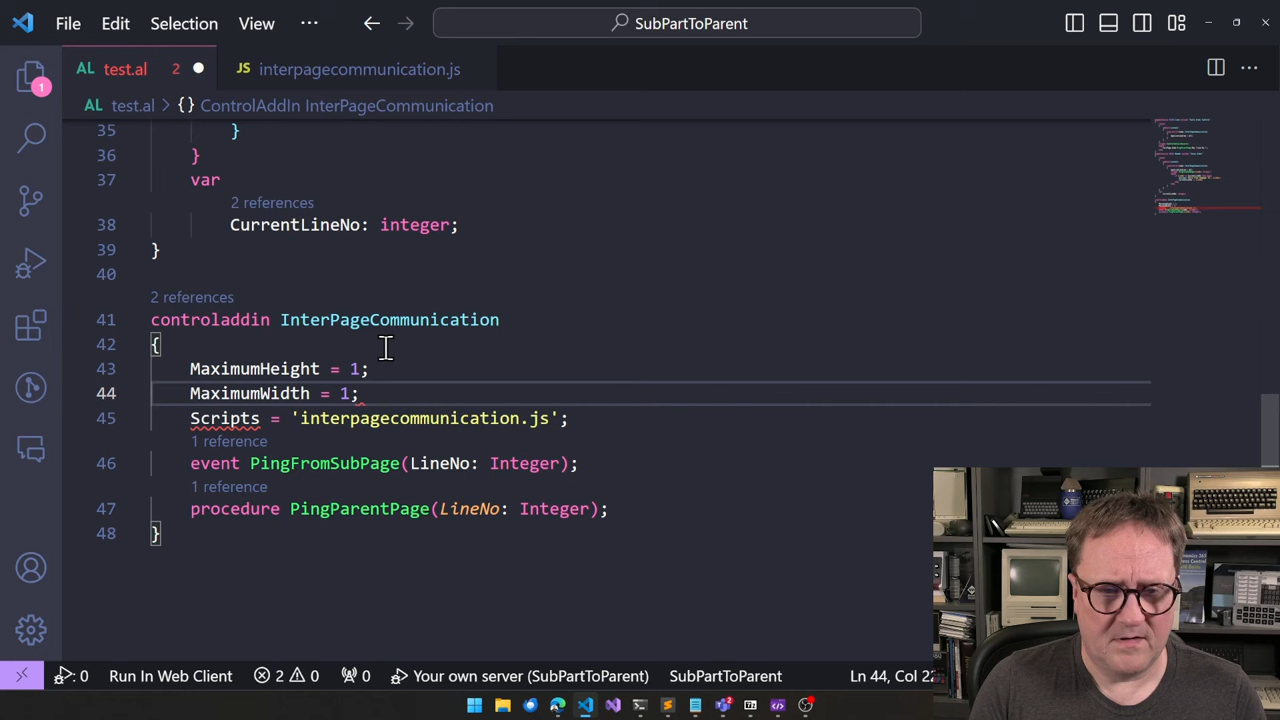 File Edit Selection View ··· SubPartToParent
AL test.al 2 JS interpagecommunication.js
AL test.al > {} ControlAddIn InterPageCommunication
35 }
36 }
37 var
2 references
38 CurrentLineNo: integer;
39 }
40
2 references
41 controladdin InterPageCommunication
42 {
43 MaximumHeight = 1;
44 MaximumWidth = 1;
45 Scripts = 'interpagecommunication.js';
1 reference
46 event PingFromSubPage(LineNo: Integer);
1 reference
47 procedure PingParentPage(LineNo: Integer);
48 }
1
0 Run In Web Client 2 0 0 Your own server (SubPartToParent) SubPartToParent Ln 44, Col 22